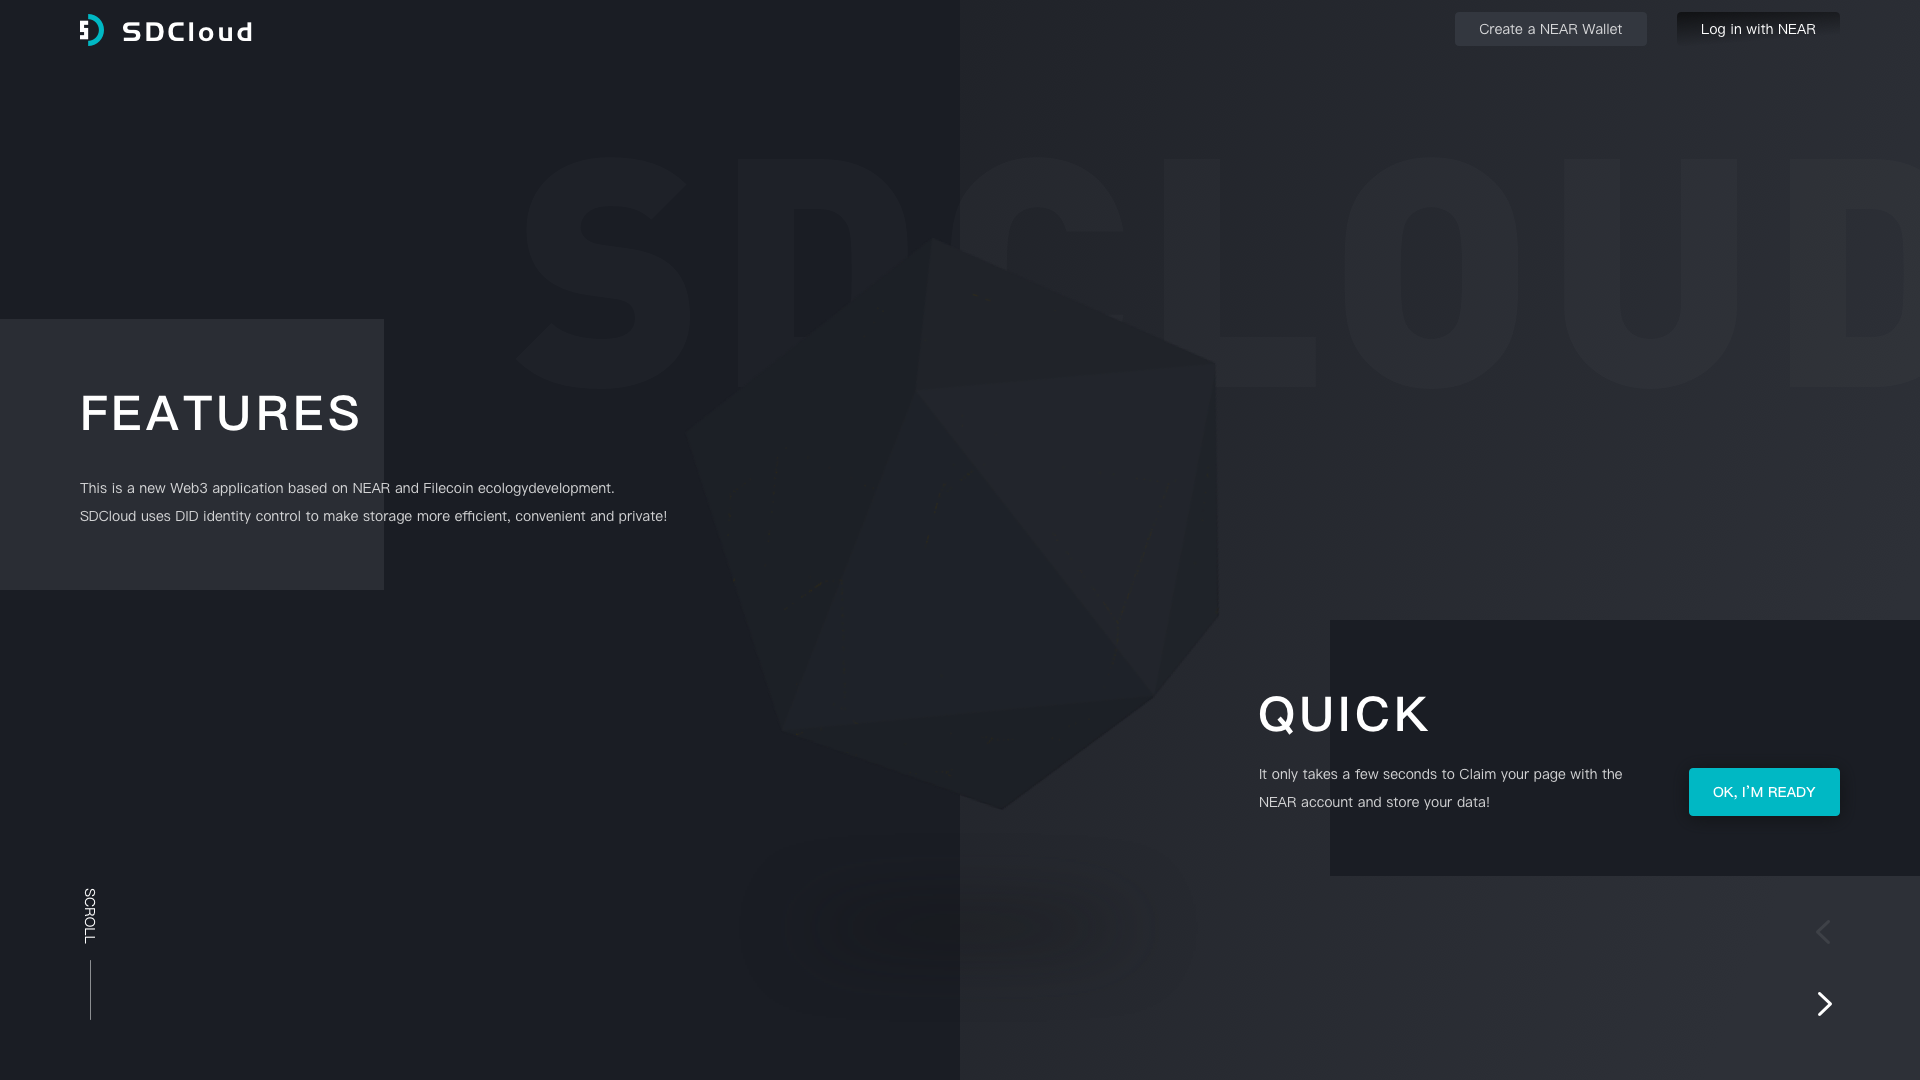 SDCloud
Create a NEAR Wallet
Log in with NEAR
SDCLOUD
FEATURES
This is a new Web3 application based on NEAR and Filecoin ecologydevelopment.
SDCloud uses DID identity control to make storage more efficient, convenient and private!
QUICK
It only takes a few seconds to Claim your page with the
NEAR account and store your data!
OK, I'M READY
SCROLL